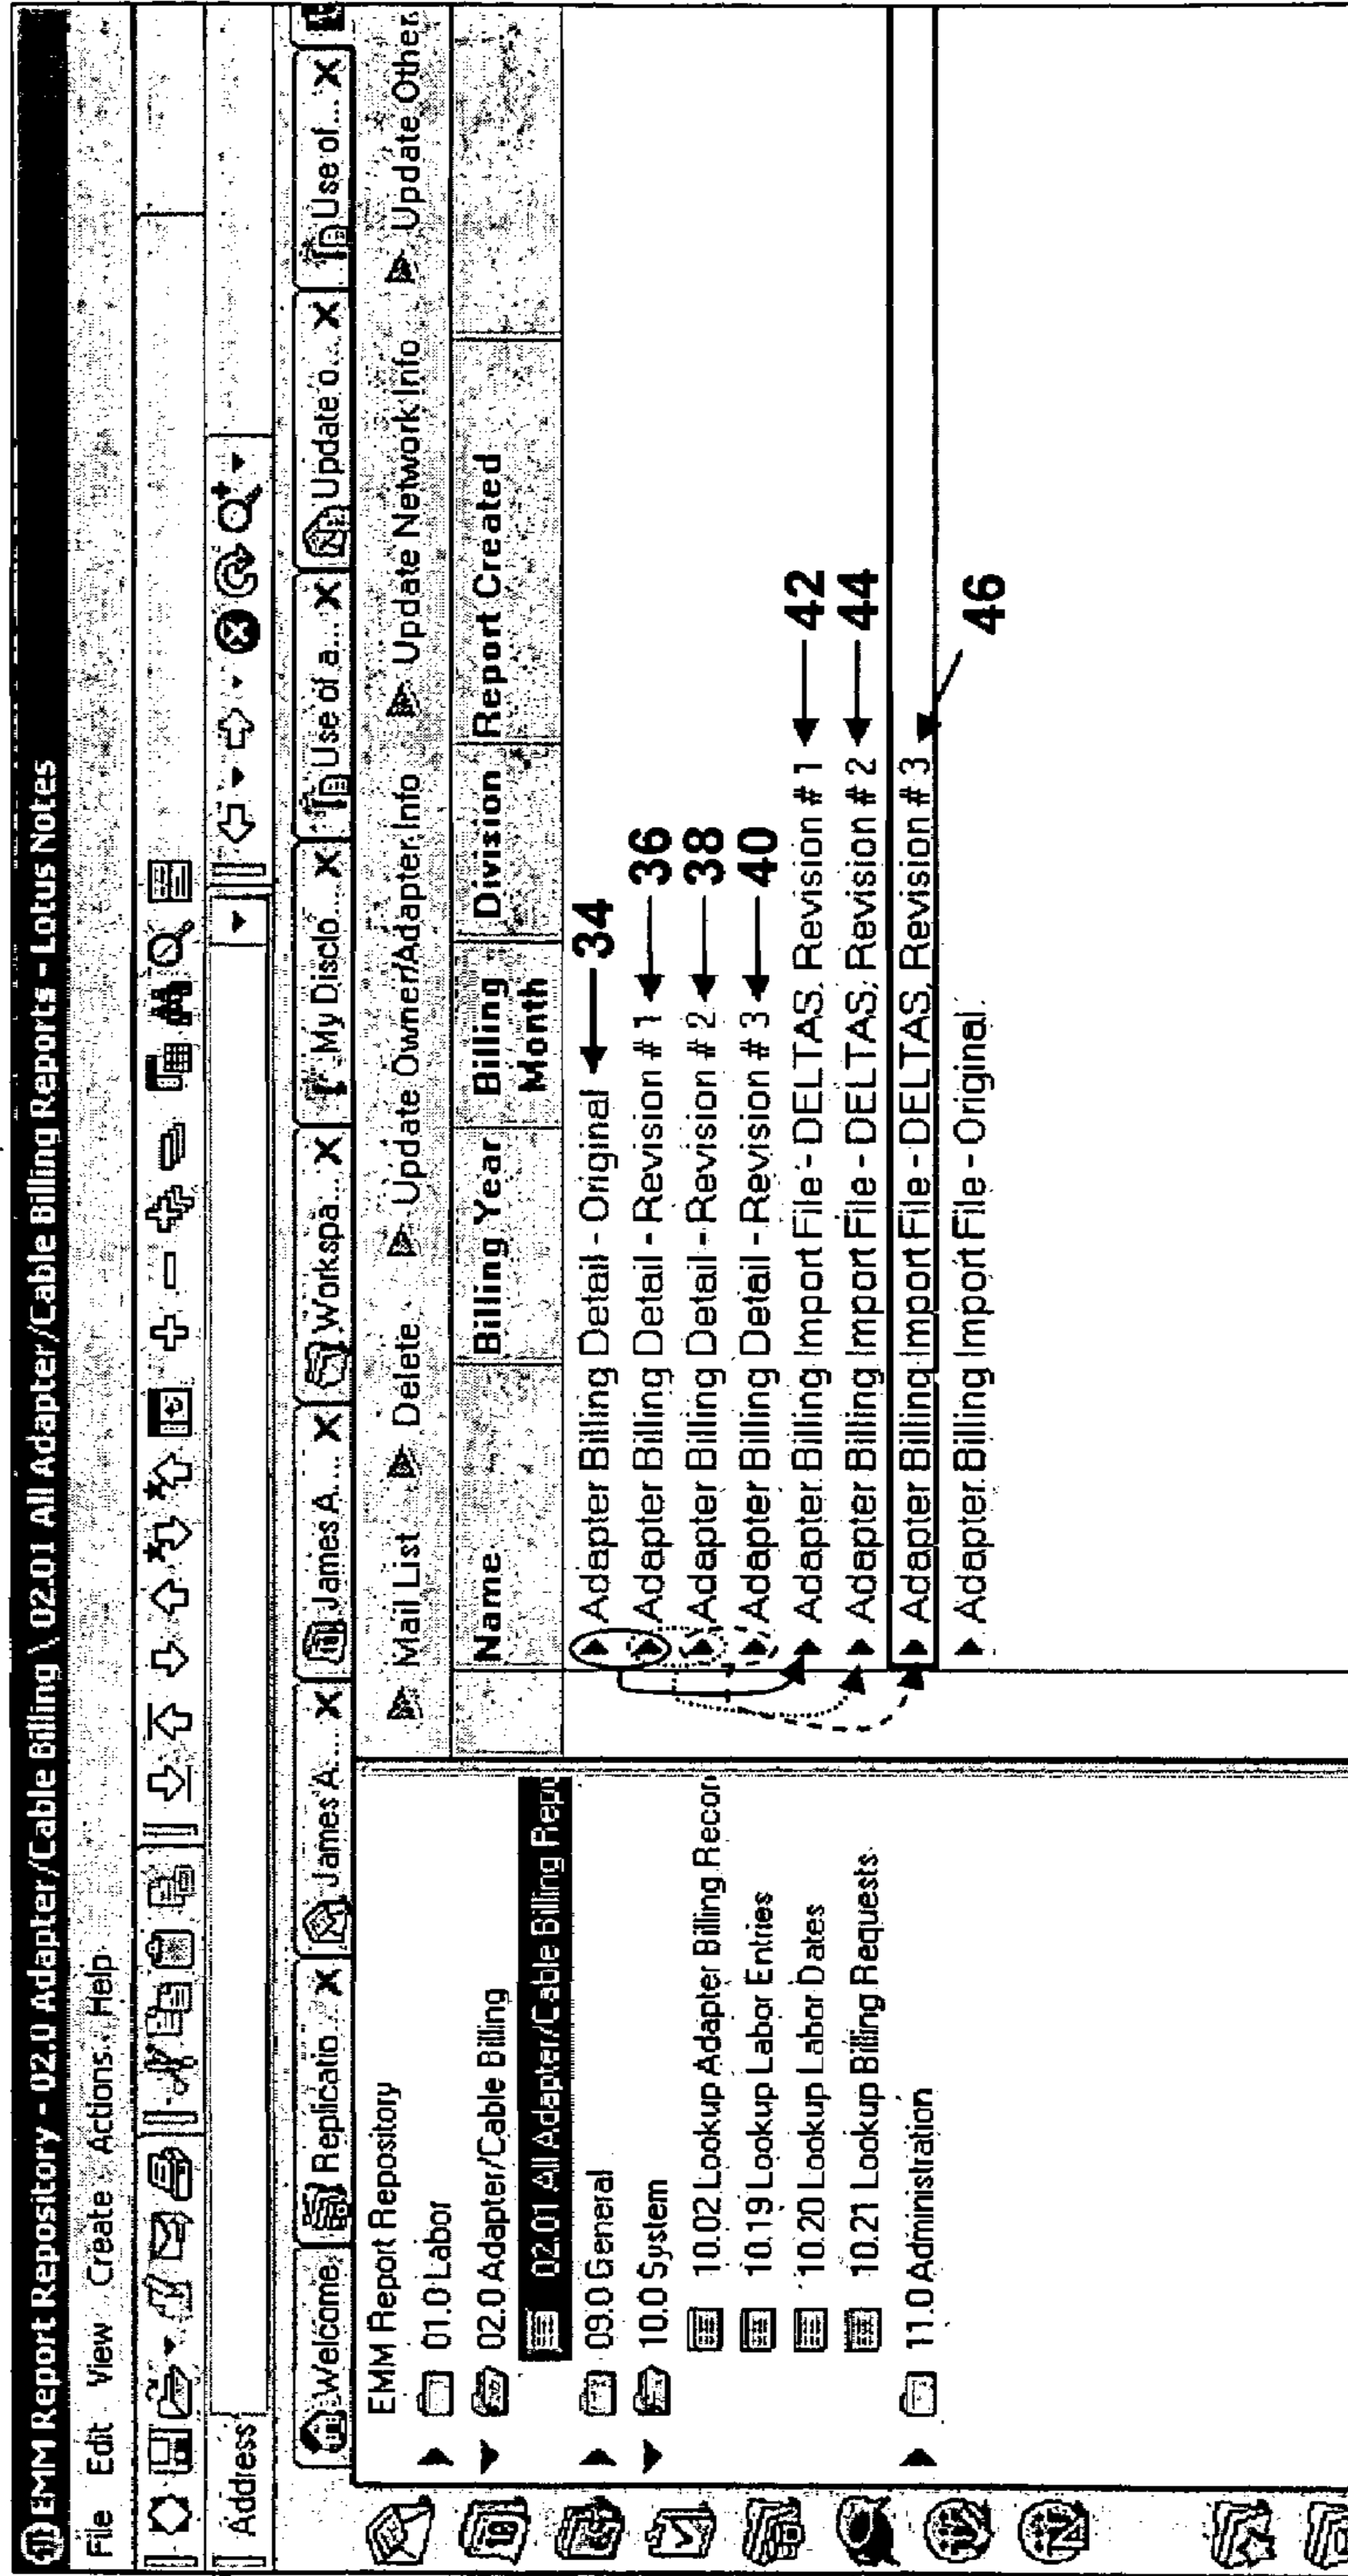 EMM Report Repository - 02.0 Adapter/Cable Billing \ 02.01 All Adapter/Cable Billing Reports - Lotus Notes
File Edit View Create Actions Help
Address
Welcome Replicatio... James A.... James A.... Workspa... My Disclo... Use of a... Update o... Use of...
Mail List Delete Update Owner/Adapter Info Update Network Info Update Other
EMM Report Repository
01.0 Labor
02.0 Adapter/Cable Billing
02.01 All Adapter/Cable Billing Repo
09.0 General
10.0 System
10.02 Lookup Adapter Billing Recor
10.19 Lookup Labor Entries
10.20 Lookup Labor Dates
10.21 Lookup Billing Requests
11.0 Administration
Name Billing Year Billing Month Division Report Created
Adapter Billing Detail - Original 34
Adapter Billing Detail - Revision # 1 36
Adapter Billing Detail - Revision # 2 38
Adapter Billing Detail - Revision # 3 40
Adapter Billing Import File - DELTAS, Revision # 1 42
Adapter Billing Import File - DELTAS, Revision # 2 44
Adapter Billing Import File - DELTAS, Revision # 3 46
Adapter Billing Import File - Original